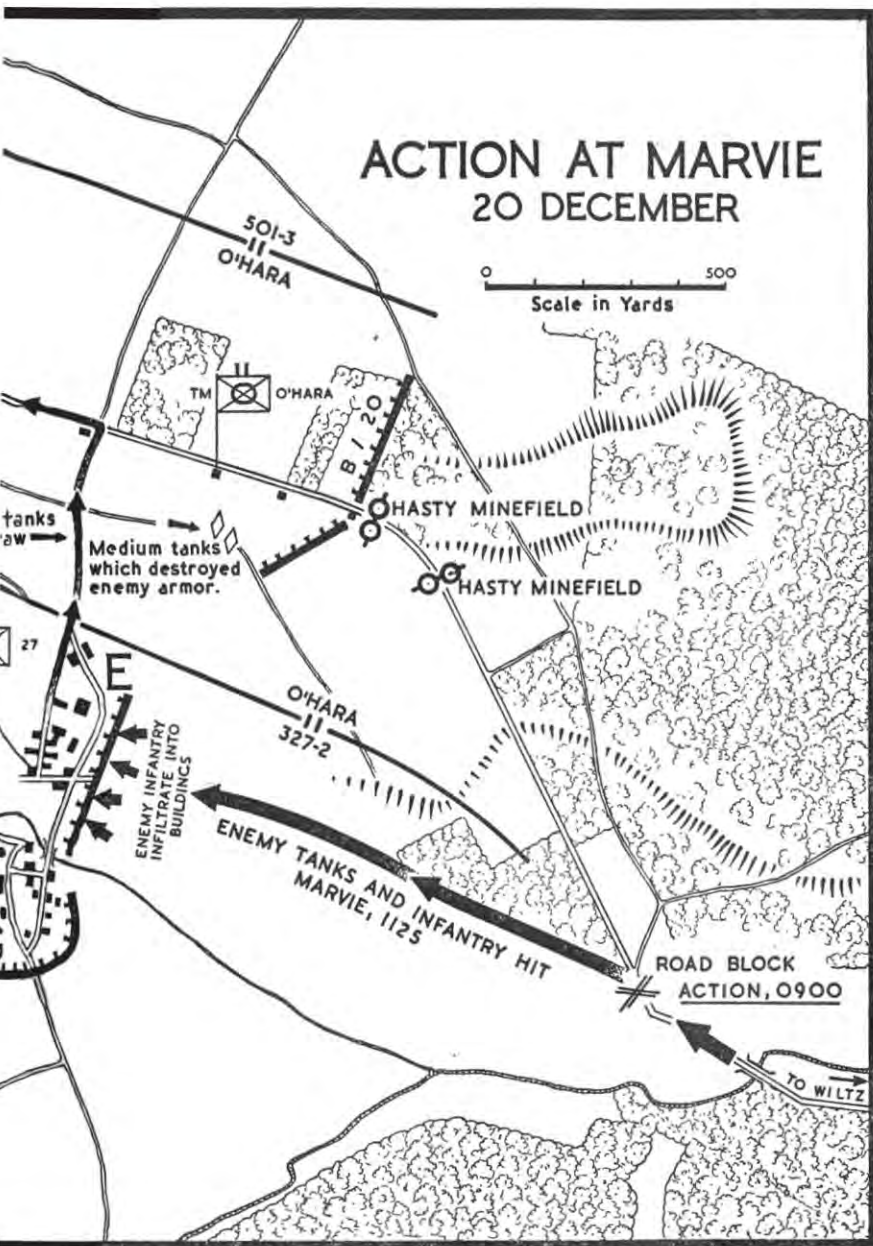 ACTION AT MARVIE
20 DECEMBER
0 500
Scale in Yards
501-3
O'HARA
TM O'HARA
B / 20
HASTY MINEFIELD
HASTY MINEFIELD
tanks
aw
Medium tanks
which destroyed
enemy armor.
27
E
O'HARA
327-2
ENEMY INFANTRY
INFILTRATE INTO
BUILDINGS
ENEMY TANKS AND INFANTRY HIT
MARVIE, 1125
ROAD BLOCK
ACTION, 0900
TO WILTZ